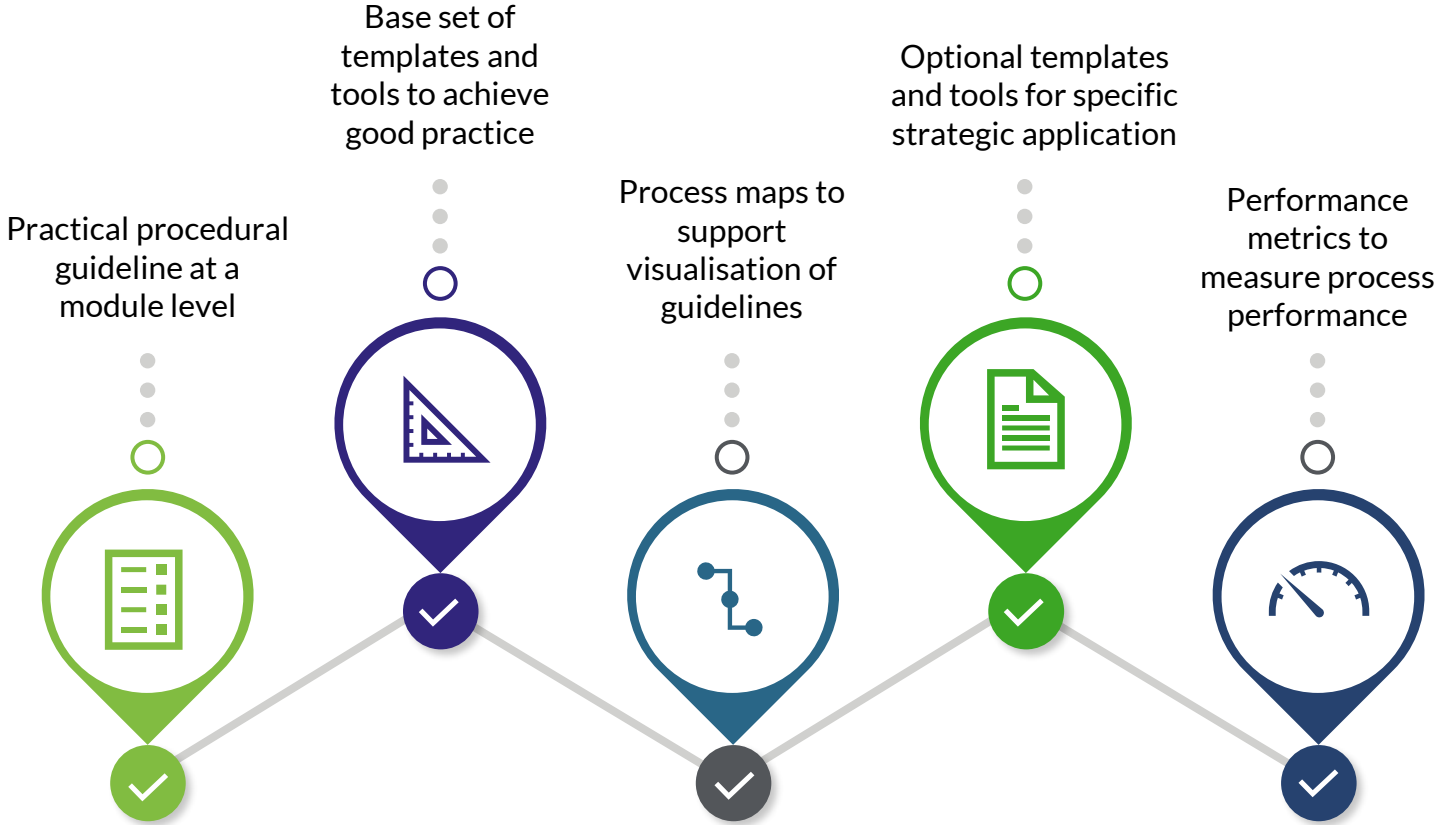 Practical procedural
guideline at a
module level
Base set of
templates and
tools to achieve
good practice
Process maps to
support
visualisation of
guidelines
Optional templates
and tools for specific
strategic application
Performance
metrics to
measure process
performance